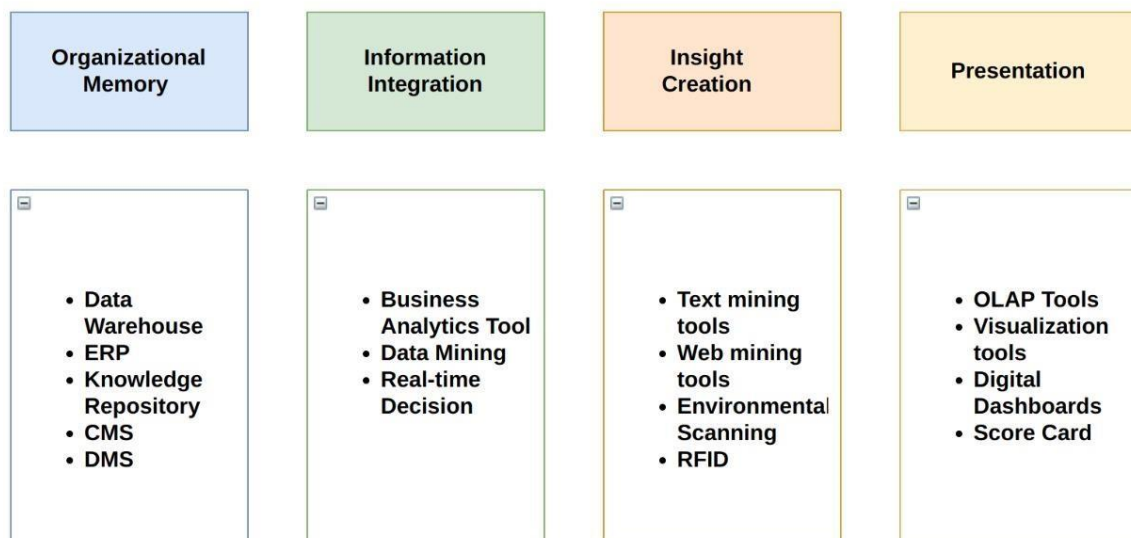 Organizational
Memory
Information
Integration
Insight
Creation
Presentation
• Data
Warehouse
• ERP
• Knowledge
Repository
• CMS
• DMS
• Business
Analytics Tool
• Data Mining
• Real-time
Decision
• Text mining
tools
• Web mining
tools
• Environmental
Scanning
• RFID
• OLAP Tools
• Visualization
tools
• Digital
Dashboards
• Score Card